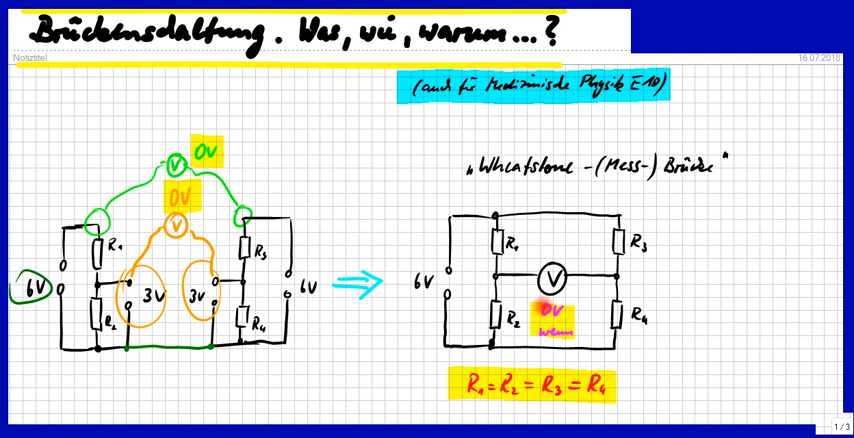 Brückenschaltung. Was, wie, warum...?
Notiztitel
16.07.2018
(auch für Medizinische Physik E10)
"Wheatstone-(Mess-) Brücke"
V
0V
0V
V
R1
R2
6V
3V
3V
R3
R4
6V
6V
R1
R2
V
0V
wenn
R3
R4
R1 = R2 = R3 = R4
1 / 3